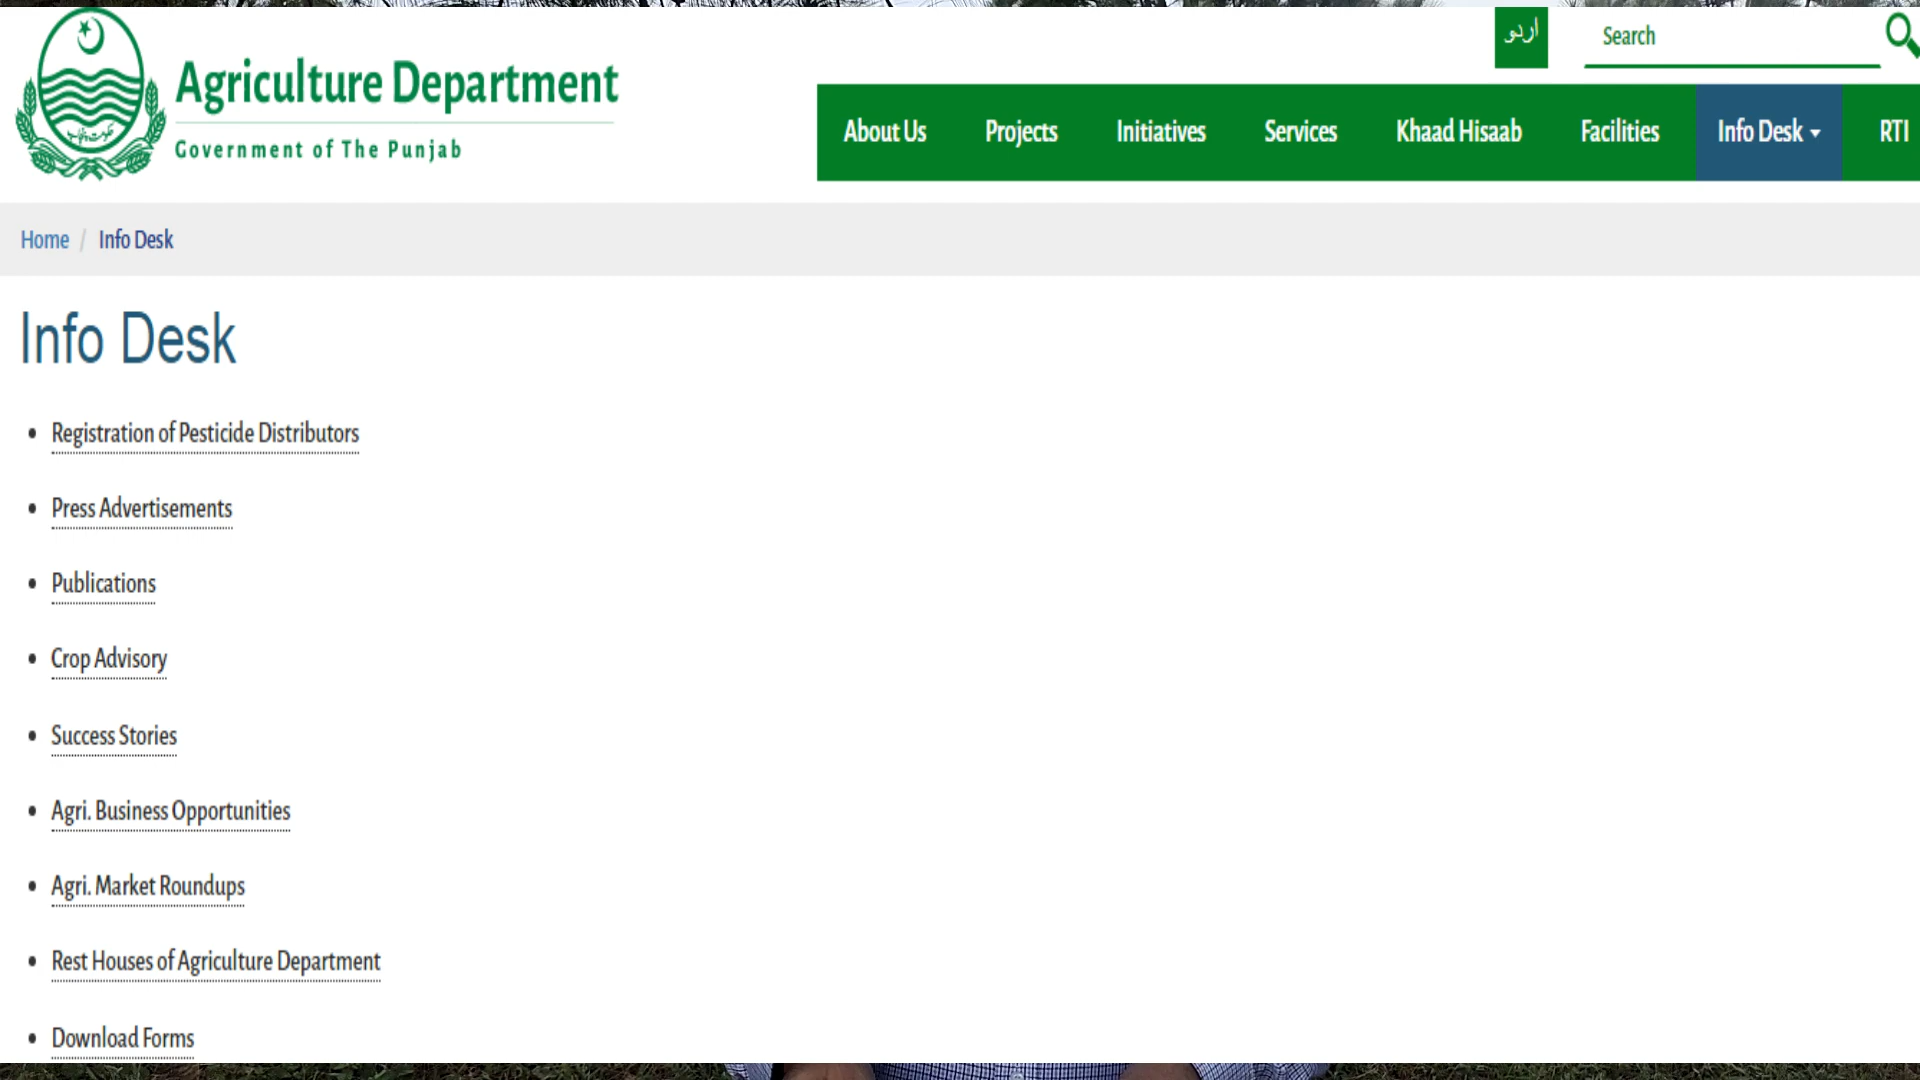 اردو
Search
Agriculture Department
Government of The Punjab
حکومت پنجاب
About Us
Projects
Initiatives
Services
Khaad Hisaab
Facilities
Info Desk
RTI
Home / Info Desk
Info Desk
Registration of Pesticide Distributors
Press Advertisements
Publications
Crop Advisory
Success Stories
Agri. Business Opportunities
Agri. Market Roundups
Rest Houses of Agriculture Department
Download Forms